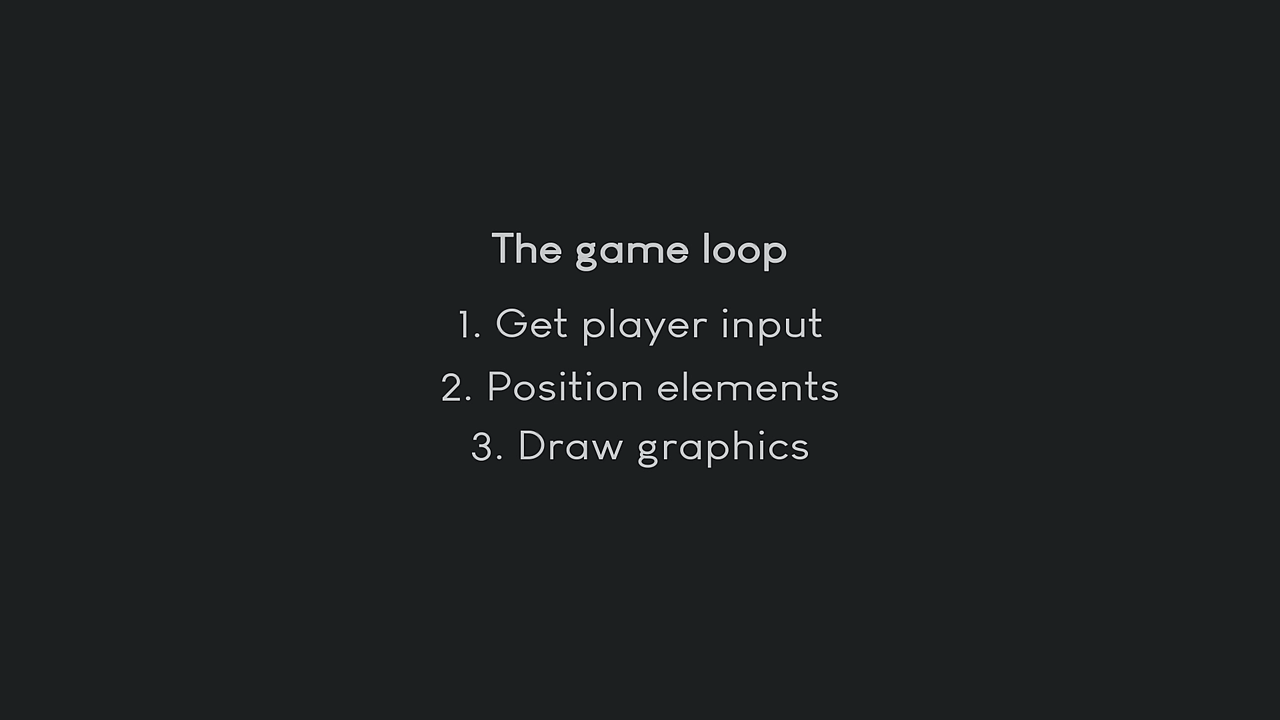 The game loop
1. Get player input
2. Position elements
3. Draw graphics